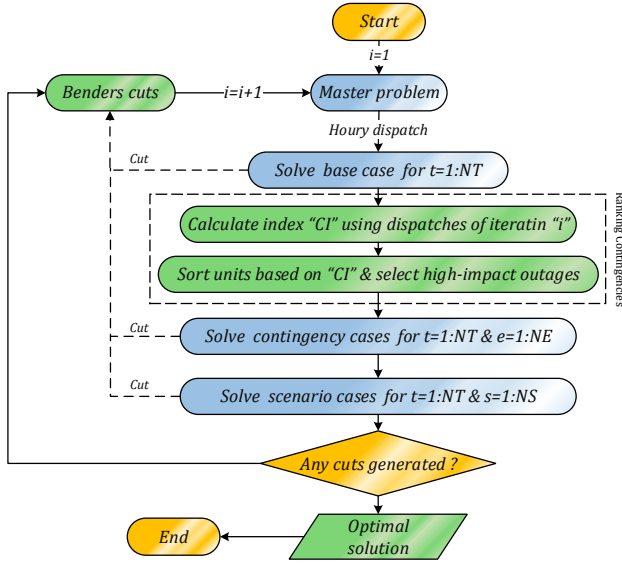 Start
i=1
Benders cuts
i=i+1
Master problem
Houry dispatch
Cut
Solve base case for t=1:NT
Calculate index “CI” using dispatches of iteratin “i”
Sort units based on “CI” & select high-impact outages
Ranking Contingencies
Cut
Solve contingency cases for t=1:NT & e=1:NE
Cut
Solve scenario cases for t=1:NT & s=1:NS
Any cuts generated ?
End
Optimal
solution